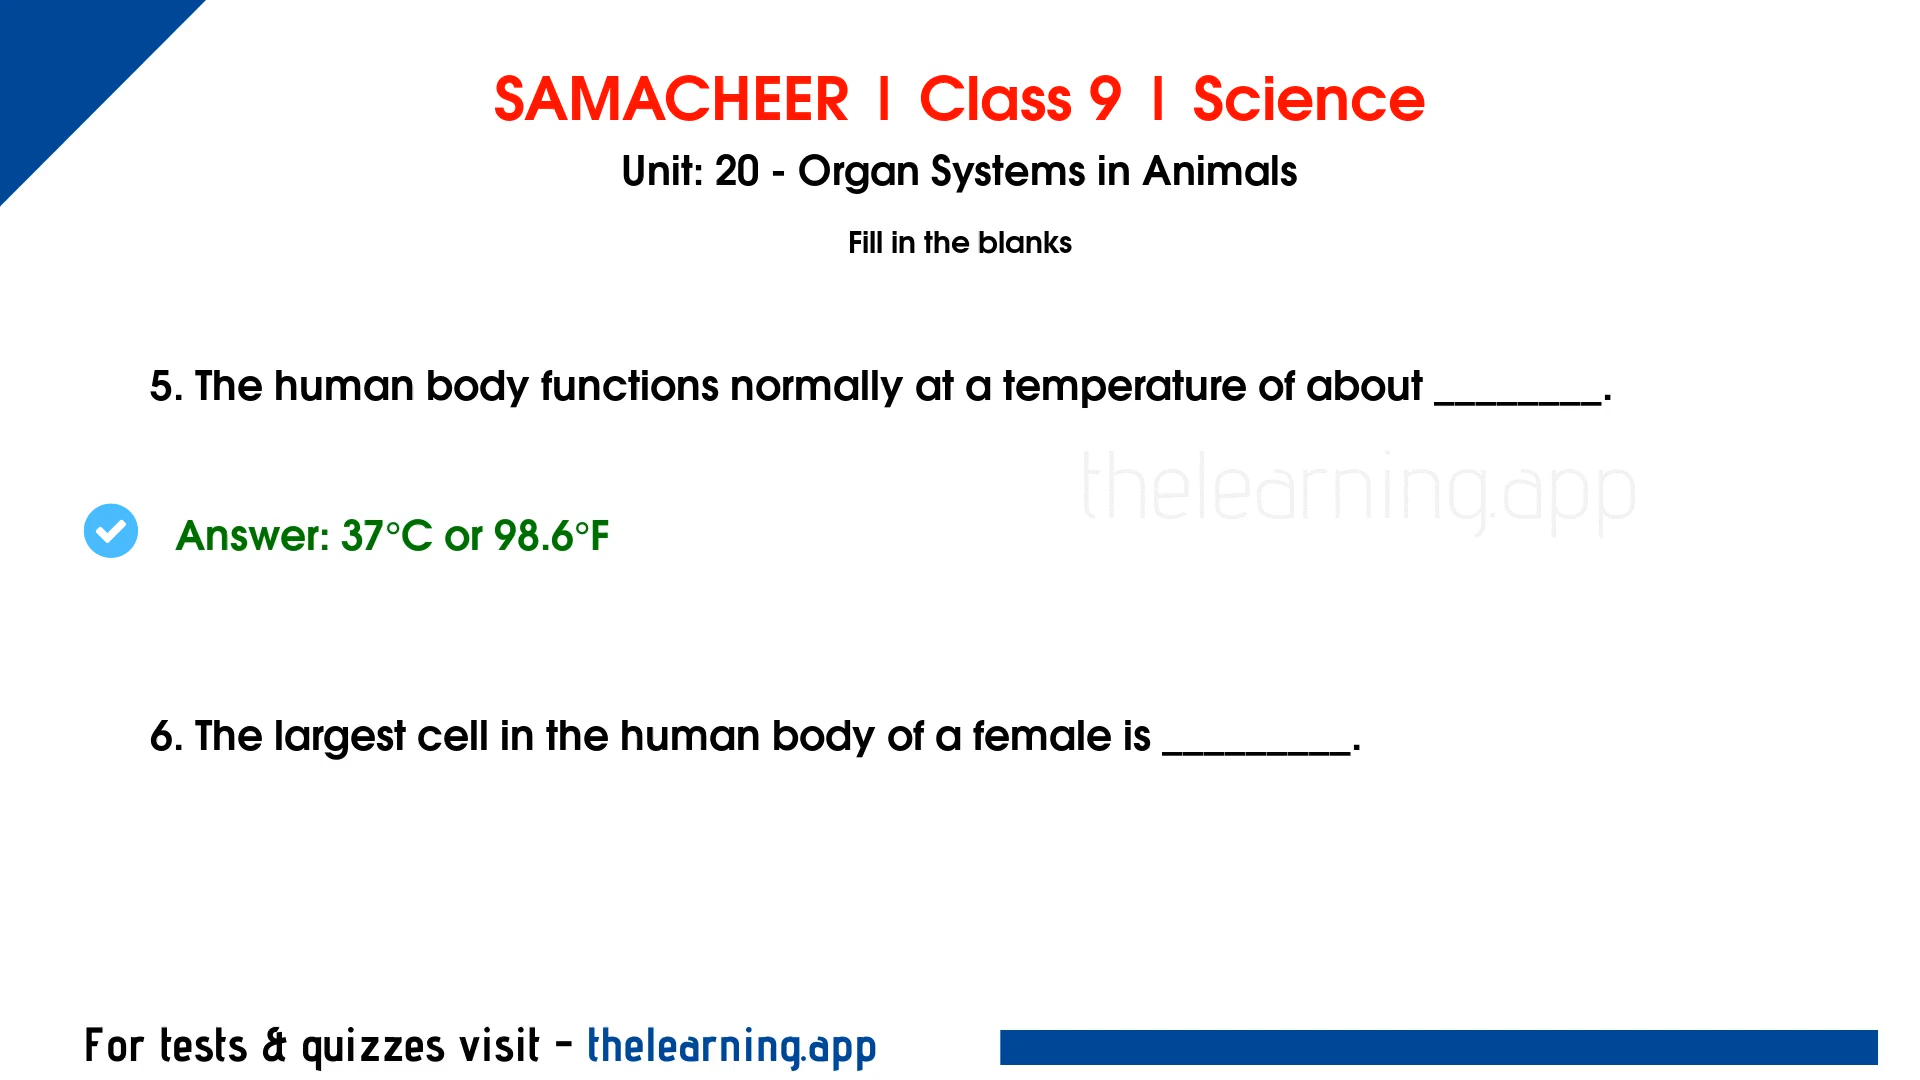 SAMACHEER | Class 9 | Science
Unit: 20 - Organ Systems in Animals
Fill in the blanks
5. The human body functions normally at a temperature of about ________.
thelearning.app
Answer: 37°C or 98.6°F
6. The largest cell in the human body of a female is _________.
For tests & quizzes visit - thelearning.app